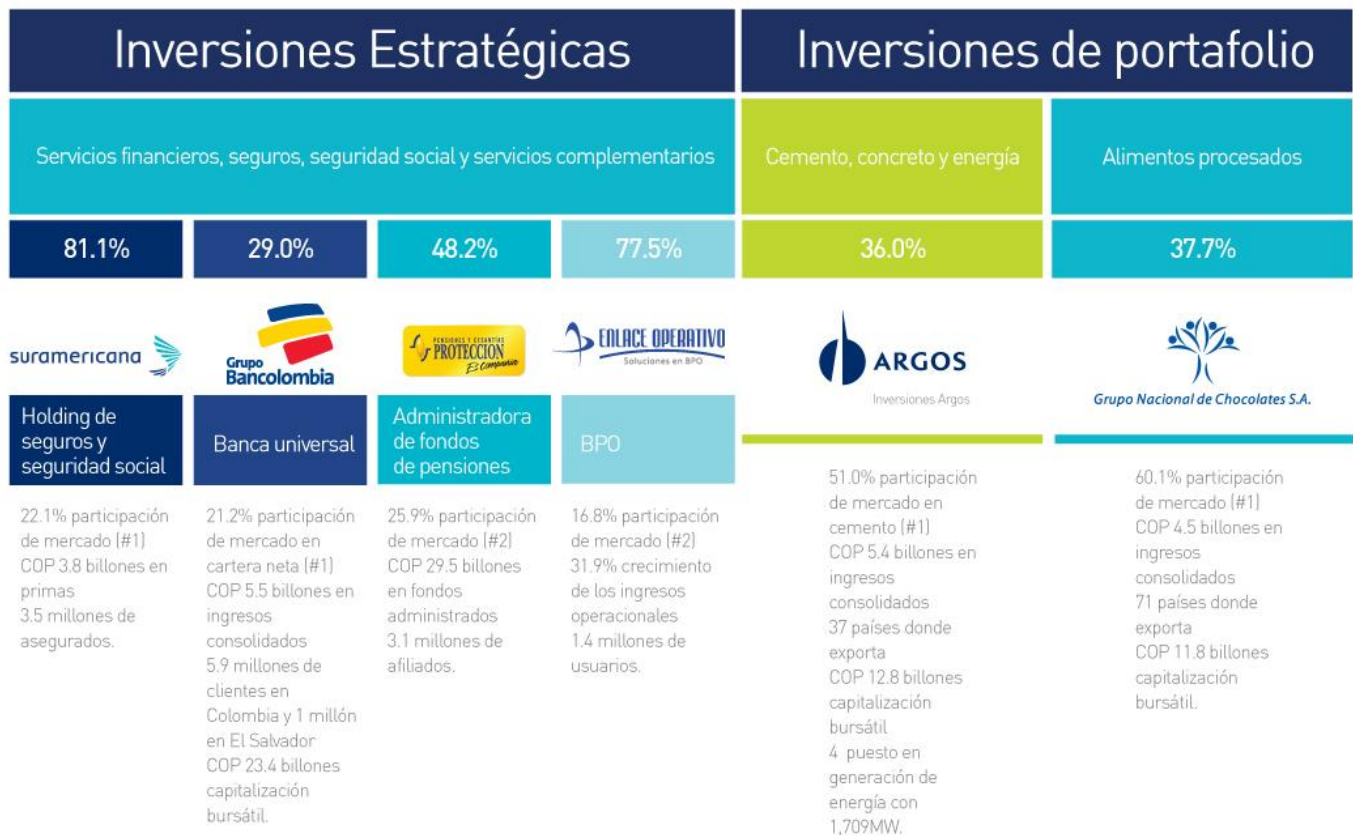 Inversiones Estratégicas
Inversiones de portafolio
Servicios financieros, seguros, seguridad social y servicios complementarios
Cemento, concreto y energía
Alimentos procesados
81.1%
29.0%
48.2%
77.5%
36.0%
37.7%
suramericana
Grupo
Bancolombia
PENSIONES Y CESANTÍAS
PROTECCION
Es Compañía
ENLACE OPERATIVO
Soluciones en BPO
ARGOS
Inversiones Argos
Grupo Nacional de Chocolates S.A.
Holding de
seguros y
seguridad social
Banca universal
Administradora
de fondos
de pensiones
BPO
22.1% participación
de mercado (#1)
COP 3.8 billones en
primas
3.5 millones de
asegurados.
21.2% participación
de mercado en
cartera neta (#1)
COP 5.5 billones en
ingresos
consolidados
5.9 millones de
clientes en
Colombia y 1 millón
en El Salvador
COP 23.4 billones
capitalización
bursátil.
25.9% participación
de mercado (#2)
COP 29.5 billones
en fondos
administrados
3.1 millones de
afiliados.
16.8% participación
de mercado (#2)
31.9% crecimiento
de los ingresos
operacionales
1.4 millones de
usuarios.
51.0% participación
de mercado en
cemento (#1)
COP 5.4 billones en
ingresos
consolidados
37 países donde
exporta
COP 12.8 billones
capitalización
bursátil
4 puesto en
generación de
energía con
1,709MW.
60.1% participación
de mercado (#1)
COP 4.5 billones en
ingresos
consolidados
71 países donde
exporta
COP 11.8 billones
capitalización
bursátil.